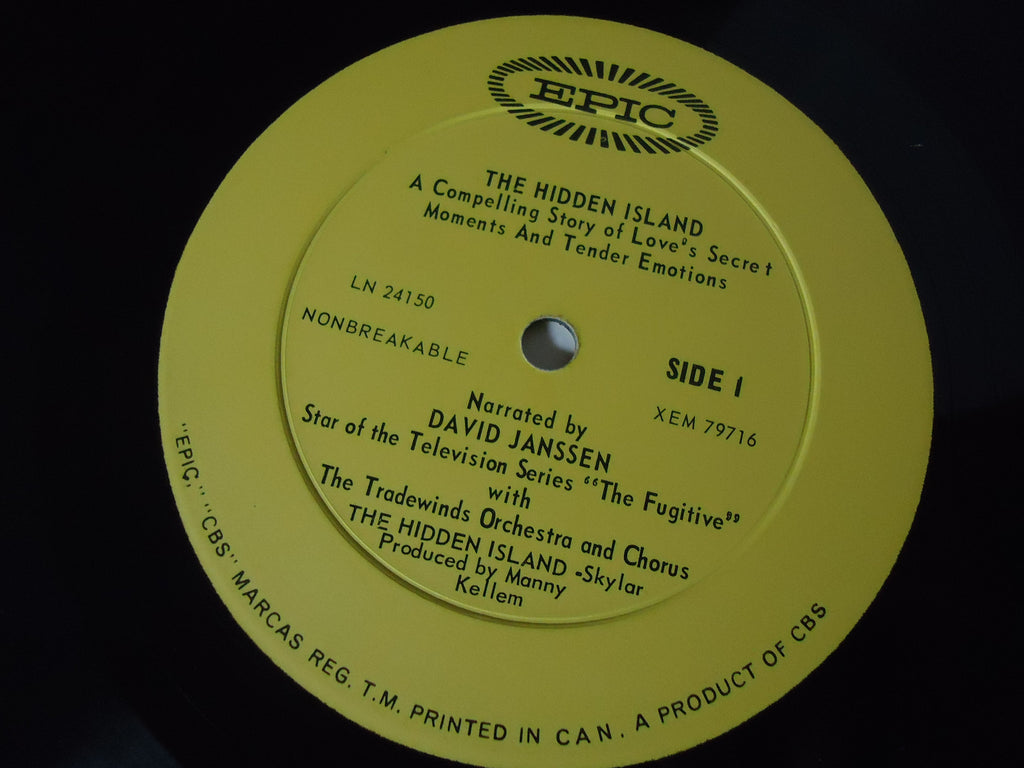 EPIC
THE HIDDEN ISLAND
A Compelling Story of Love's Secret
Moments And Tender Emotions
LN 24150
NONBREAKABLE
SIDE 1
XEM 79716
Narrated by
DAVID JANSSEN
Star of the Television Series "The Fugitive"
with
The Tradewinds Orchestra and Chorus
THE HIDDEN ISLAND -Skylar
Produced by Manny
Kellem
"EPIC," "CBS" MARCAS REG. T.M. PRINTED IN CAN. A PRODUCT OF CBS